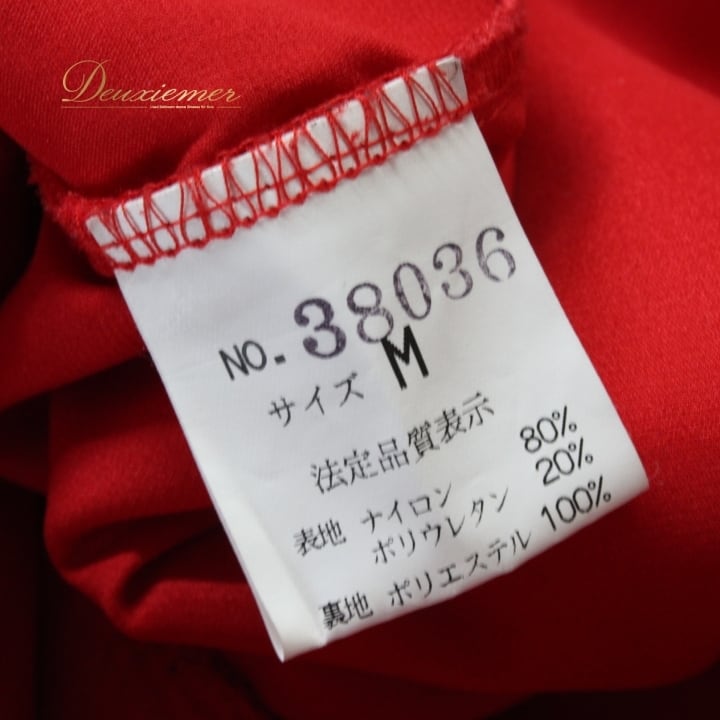 Deuxiemer
NO. 38036
サイズ M
法定品質表示
表地 ナイロン 80%
ポリウレタン 20%
裏地 ポリエステル 100%